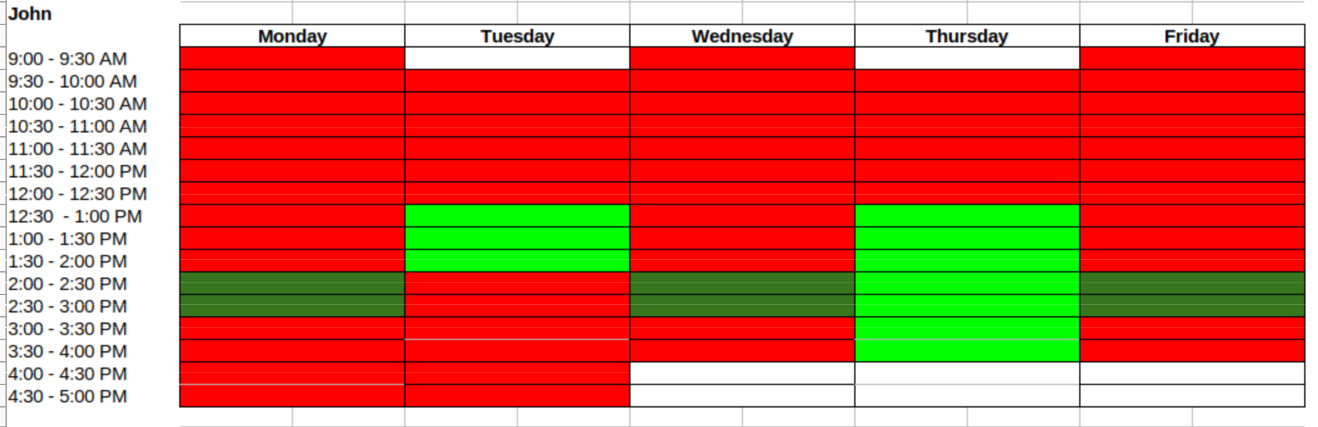 John
Monday Tuesday Wednesday Thursday Friday
9:00 - 9:30 AM
9:30 - 10:00 AM
10:00 - 10:30 AM
10:30 - 11:00 AM
11:00 - 11:30 AM
11:30 - 12:00 PM
12:00 - 12:30 PM
12:30  - 1:00 PM
1:00 - 1:30 PM
1:30 - 2:00 PM
2:00 - 2:30 PM
2:30 - 3:00 PM
3:00 - 3:30 PM
3:30 - 4:00 PM
4:00 - 4:30 PM
4:30 - 5:00 PM